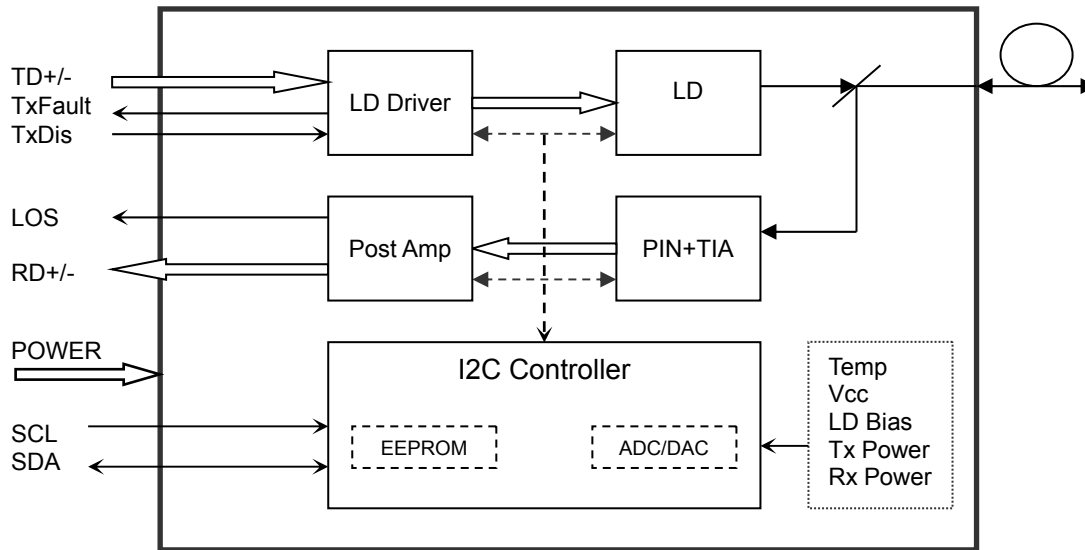 TD+/-
TxFault
TxDis
LD Driver
LD
LOS
RD+/-
Post Amp
PIN+TIA
POWER
I2C Controller
SCL
SDA
EEPROM
ADC/DAC
Temp
Vcc
LD Bias
Tx Power
Rx Power